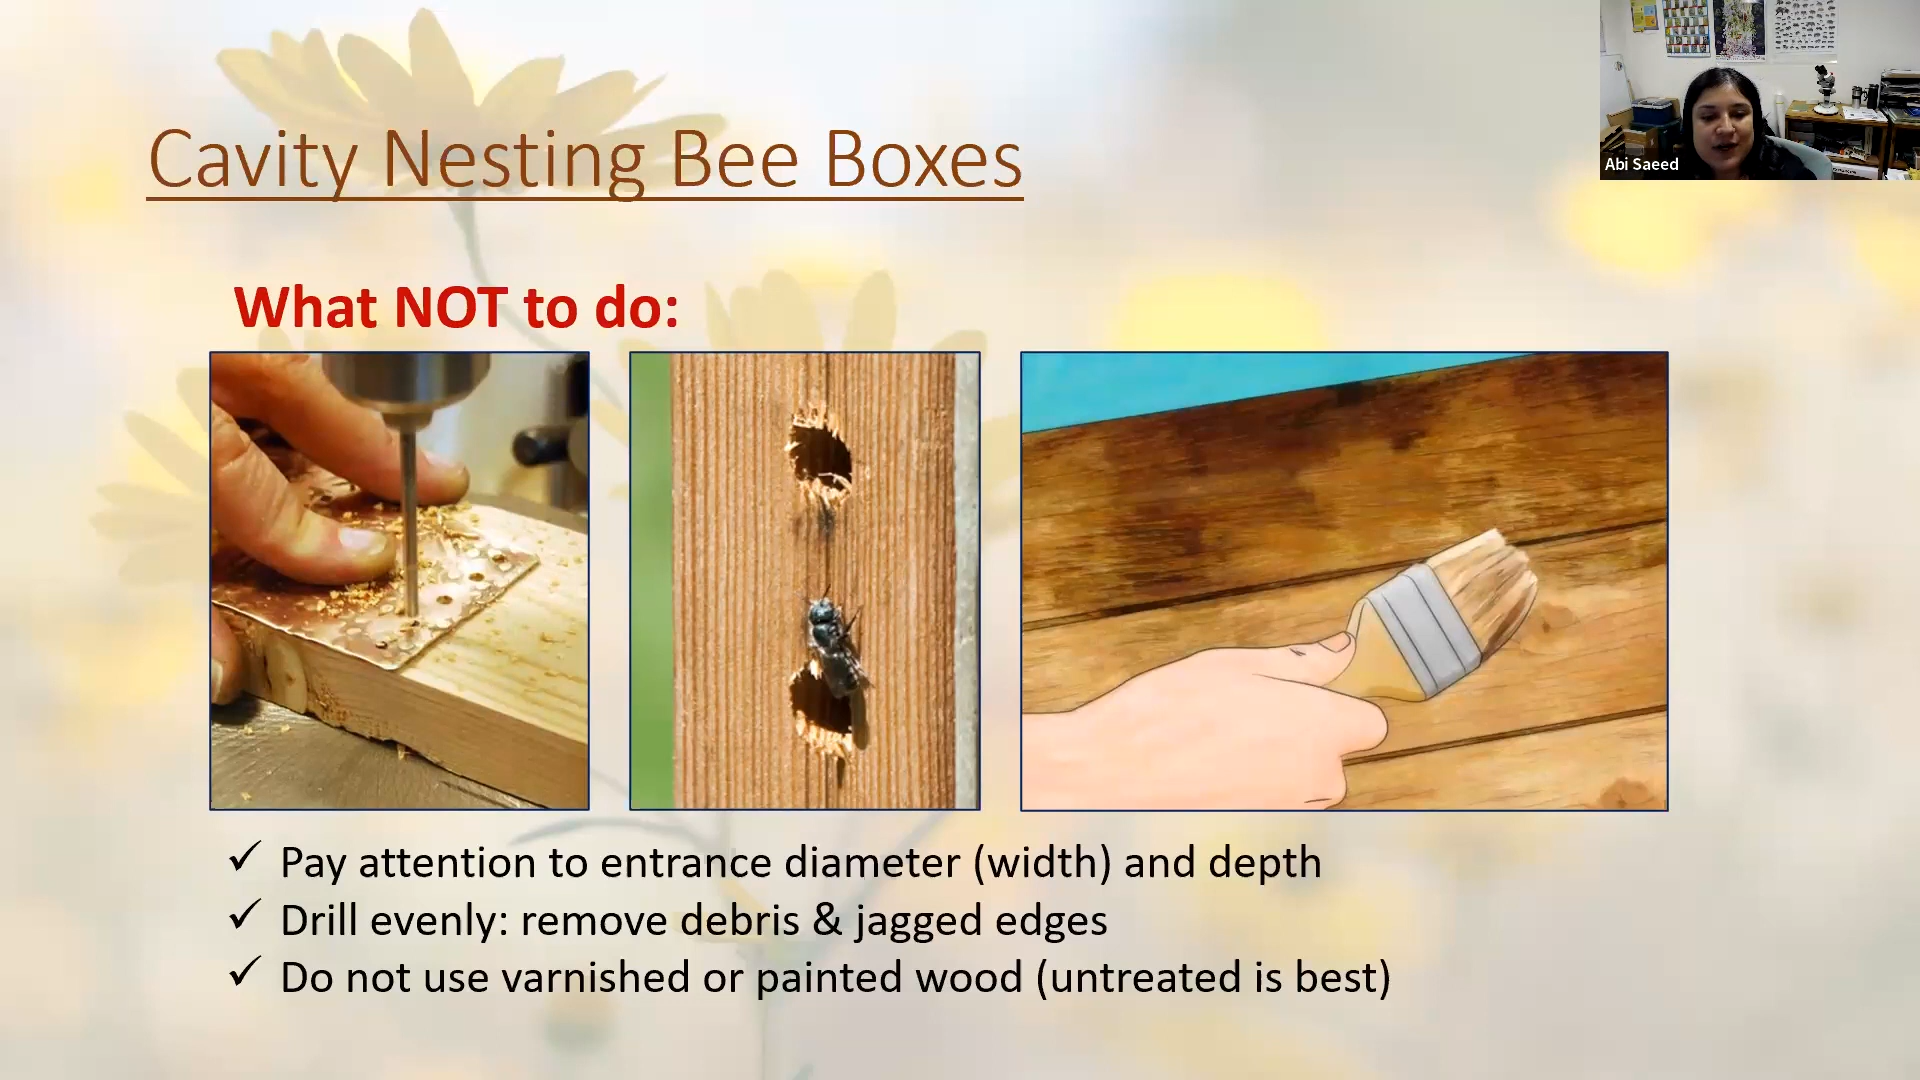 Cavity Nesting Bee Boxes
Abi Saeed
What NOT to do:
✓ Pay attention to entrance diameter (width) and depth
✓ Drill evenly: remove debris & jagged edges
✓ Do not use varnished or painted wood (untreated is best)